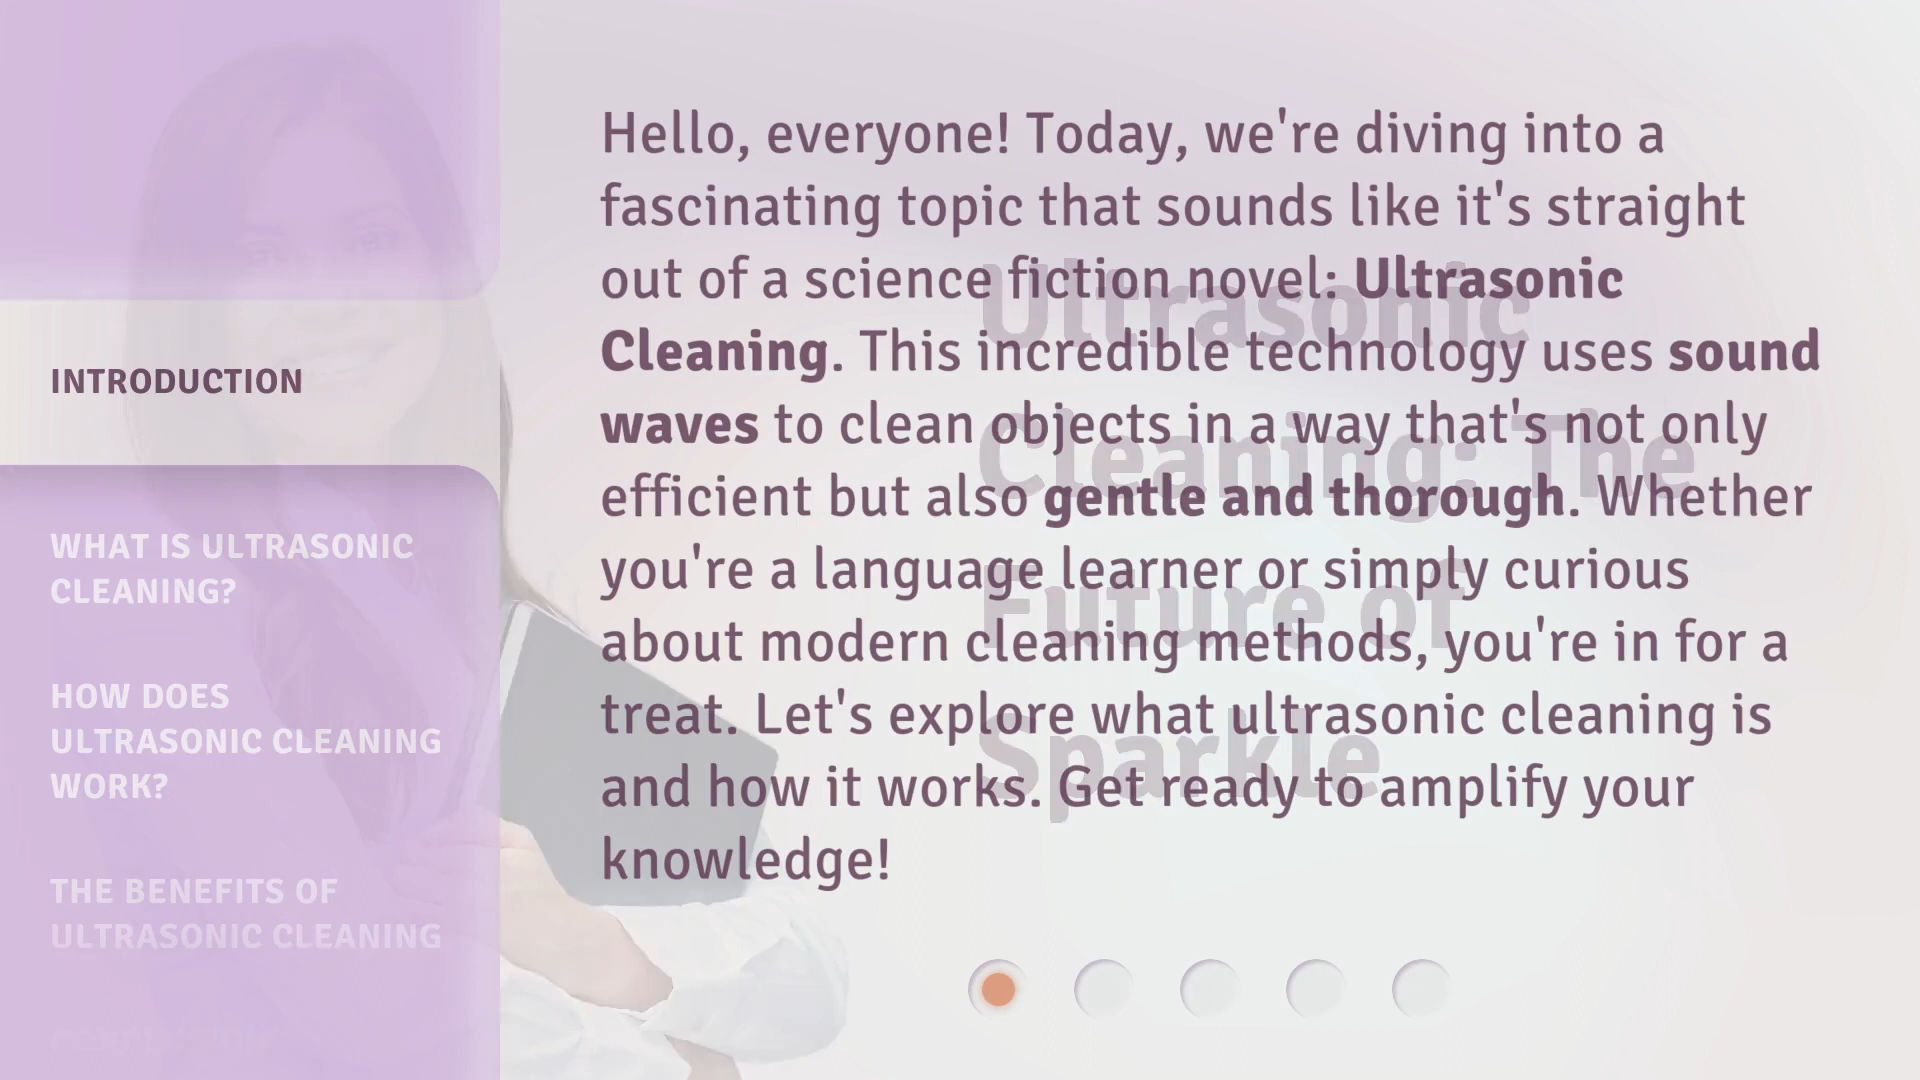 INTRODUCTION
WHAT IS ULTRASONIC
CLEANING?
HOW DOES
ULTRASONIC CLEANING
WORK?
THE BENEFITS OF
ULTRASONIC CLEANING
Hello, everyone! Today, we're diving into a
fascinating topic that sounds like it's straight
out of a science fiction novel: Ultrasonic
Cleaning. This incredible technology uses sound
waves to clean objects in a way that's not only
efficient but also gentle and thorough. Whether
you're a language learner or simply curious
about modern cleaning methods, you're in for a
treat. Let's explore what ultrasonic cleaning is
and how it works. Get ready to amplify your
knowledge!
Ultrasonic
Cleaning: The
Future of
Sparkle